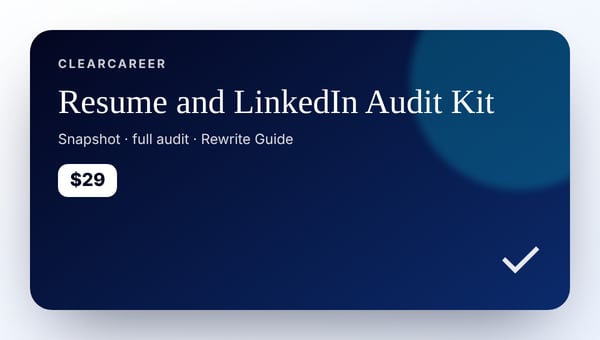 CLEARCAREER
Resume and LinkedIn Audit Kit
Snapshot · full audit · Rewrite Guide
$29